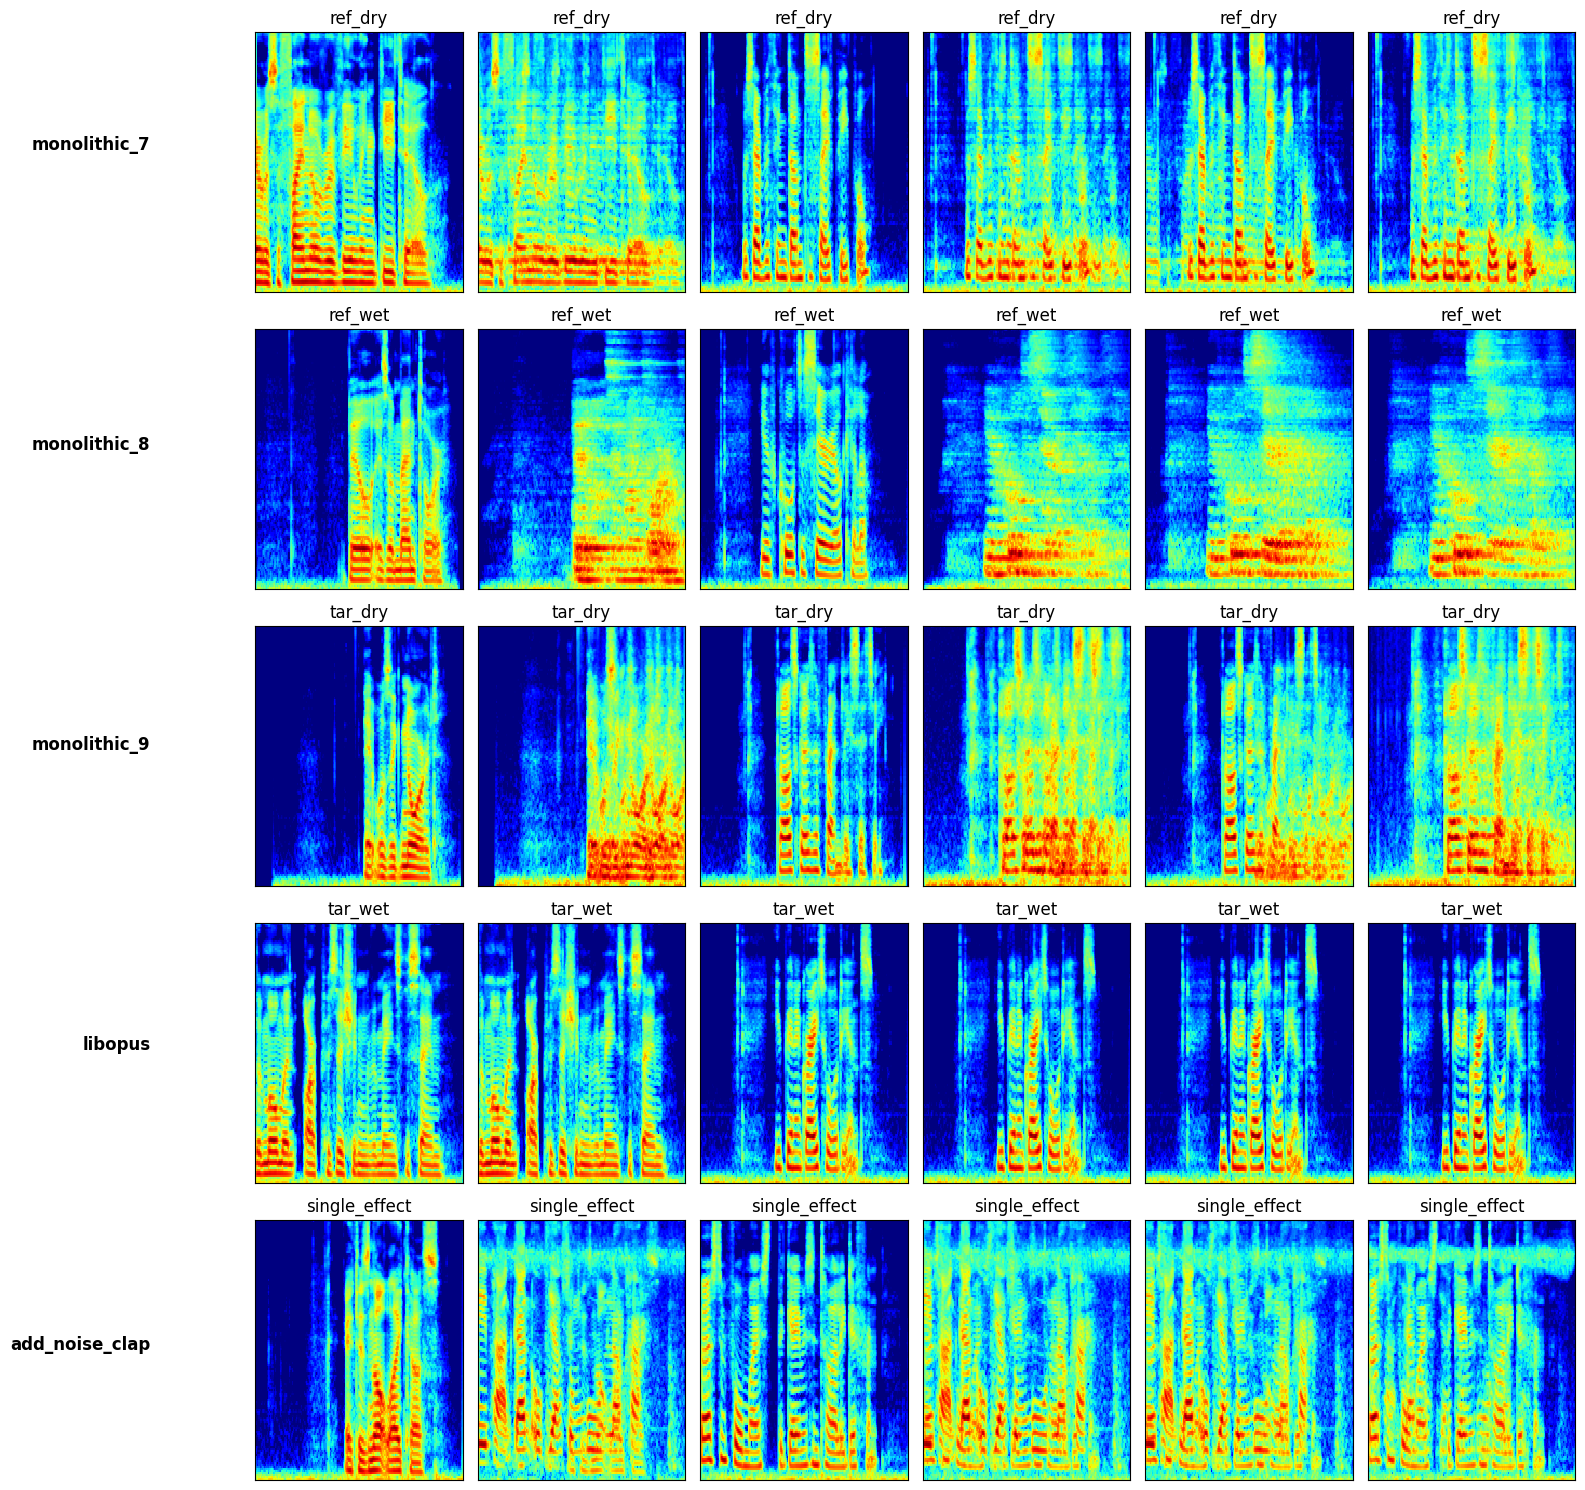 ref_dry ref_dry ref_dry ref_dry ref_dry ref_dry
monolithic_7
ref_wet ref_wet ref_wet ref_wet ref_wet ref_wet
monolithic_8
tar_dry tar_dry tar_dry tar_dry tar_dry tar_dry
monolithic_9
tar_wet tar_wet tar_wet tar_wet tar_wet tar_wet
libopus
single_effect single_effect single_effect single_effect single_effect single_effect
add_noise_clap